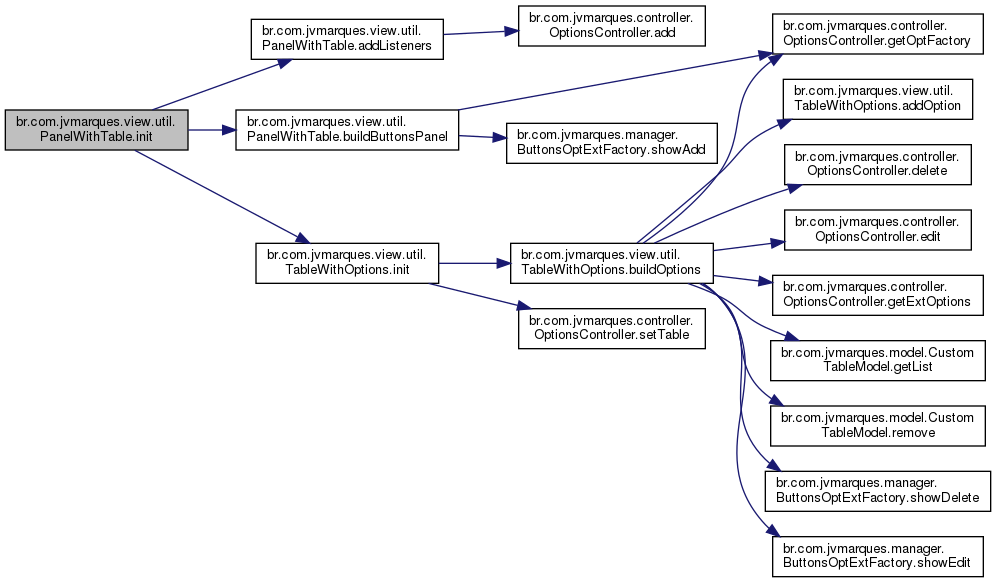 br.com.jvmarques.view.util.
PanelWithTable.init
br.com.jvmarques.view.util.
PanelWithTable.addListeners
br.com.jvmarques.controller.
OptionsController.add
br.com.jvmarques.view.util.
PanelWithTable.buildButtonsPanel
br.com.jvmarques.manager.
ButtonsOptExtFactory.showAdd
br.com.jvmarques.view.util.
TableWithOptions.init
br.com.jvmarques.view.util.
TableWithOptions.buildOptions
br.com.jvmarques.controller.
OptionsController.setTable
br.com.jvmarques.controller.
OptionsController.getOptFactory
br.com.jvmarques.view.util.
TableWithOptions.addOption
br.com.jvmarques.controller.
OptionsController.delete
br.com.jvmarques.controller.
OptionsController.edit
br.com.jvmarques.controller.
OptionsController.getExtOptions
br.com.jvmarques.model.Custom
TableModel.getList
br.com.jvmarques.model.Custom
TableModel.remove
br.com.jvmarques.manager.
ButtonsOptExtFactory.showDelete
br.com.jvmarques.manager.
ButtonsOptExtFactory.showEdit